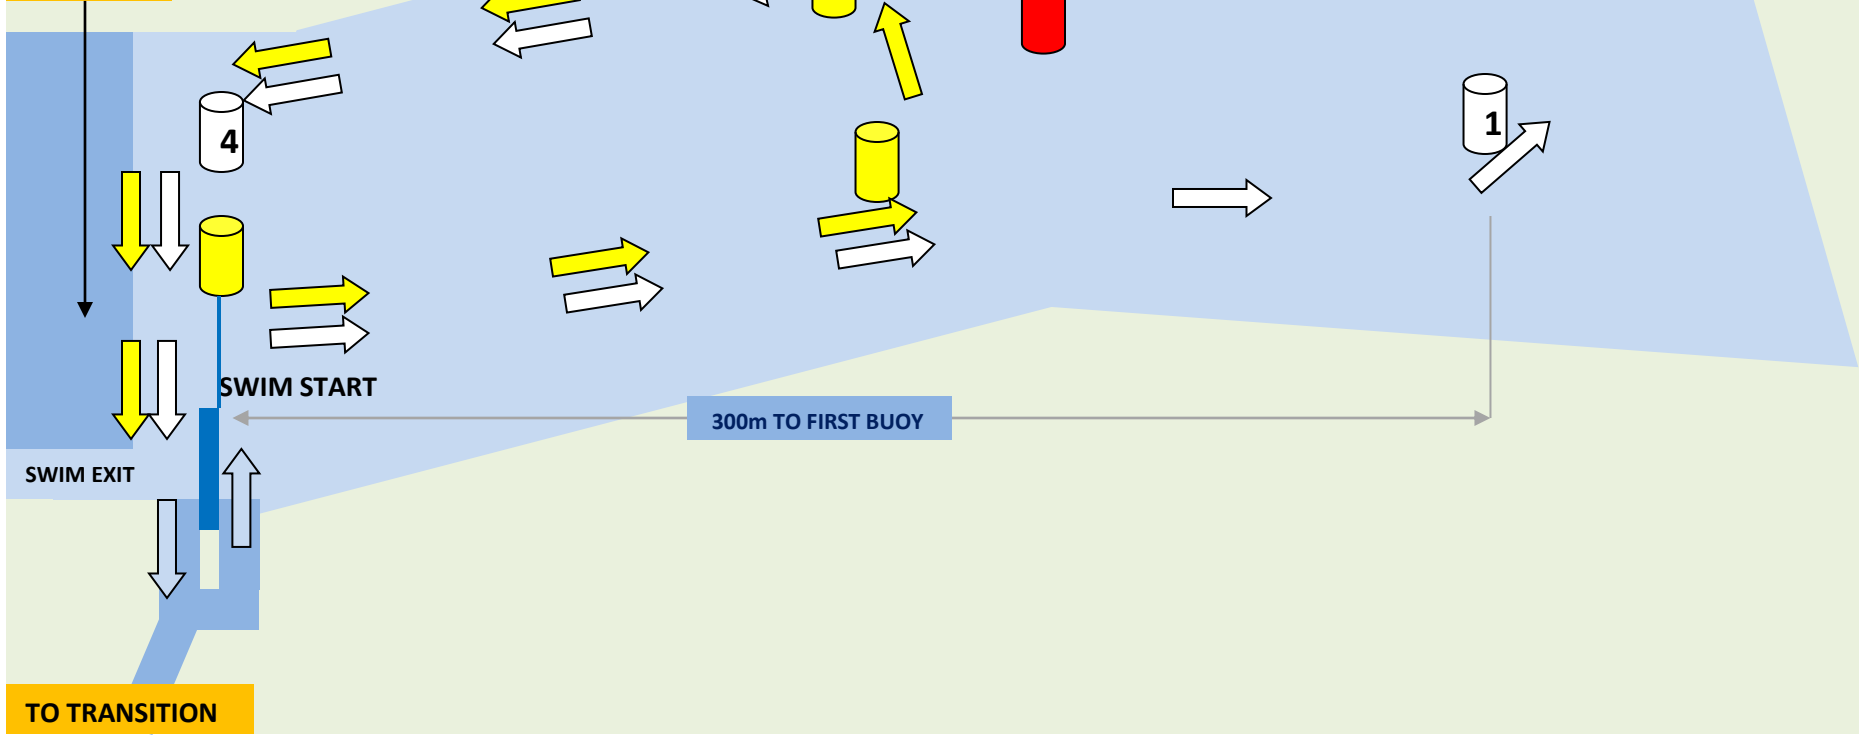 4
1
SWIM START
300m TO FIRST BUOY
SWIM EXIT
TO TRANSITION